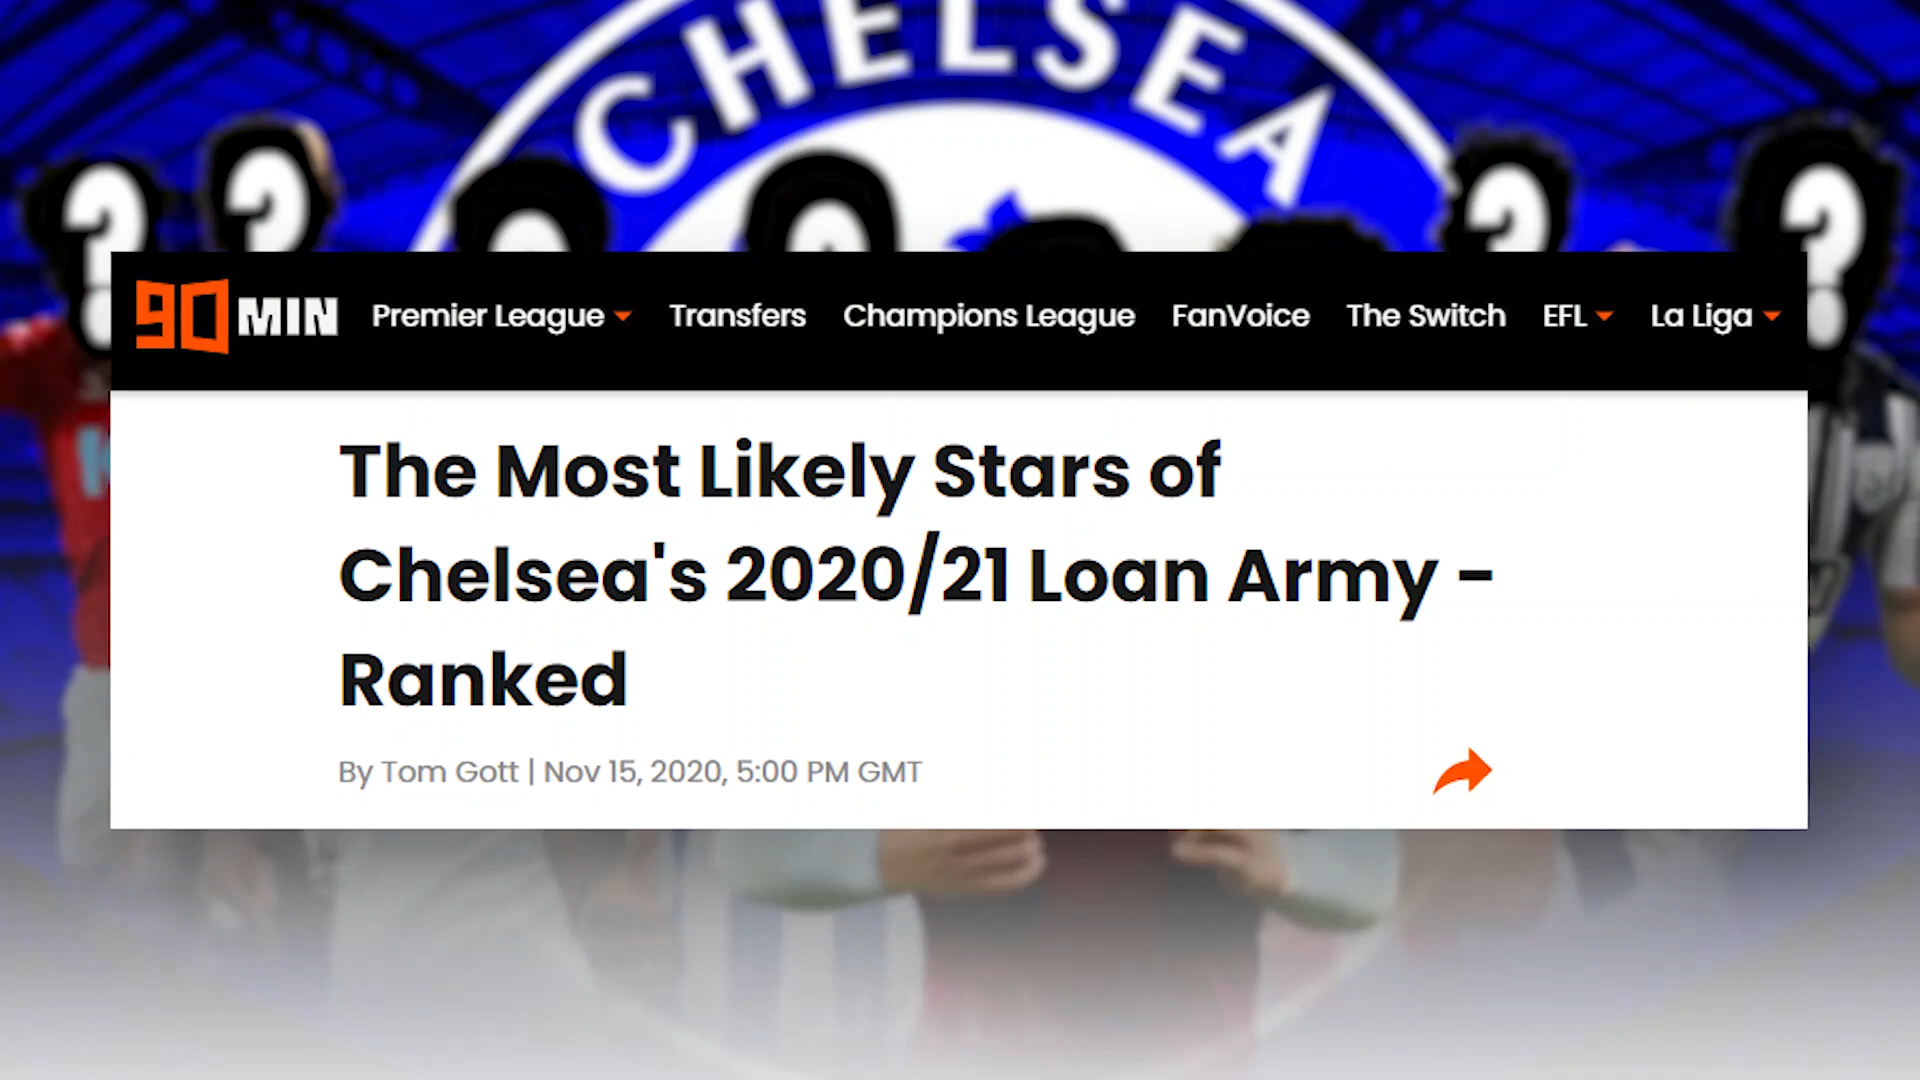 CHELSEA
90MIN Premier League Transfers Champions League FanVoice The Switch EFL La Liga
The Most Likely Stars of
Chelsea's 2020/21 Loan Army -
Ranked
By Tom Gott | Nov 15, 2020, 5:00 PM GMT